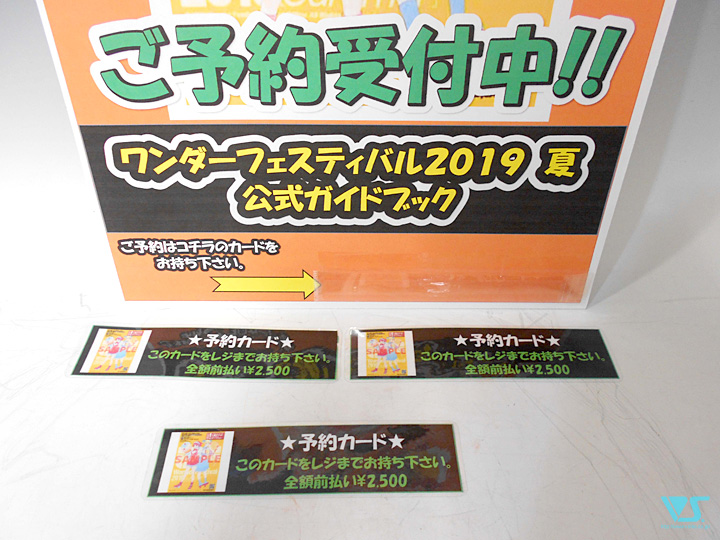 ご予約受付中!!
ワンダーフェスティバル2019 夏
公式ガイドブック
ご予約はコチラのカードを
お持ち下さい。
★予約カード★
このカードをレジまでお持ち下さい。
全額前払い¥2,500
★予約カード★
このカードをレジまでお持ち下さい。
全額前払い¥2,500
SAMPLE
★予約カード★
このカードをレジまでお持ち下さい。
全額前払い¥2,500